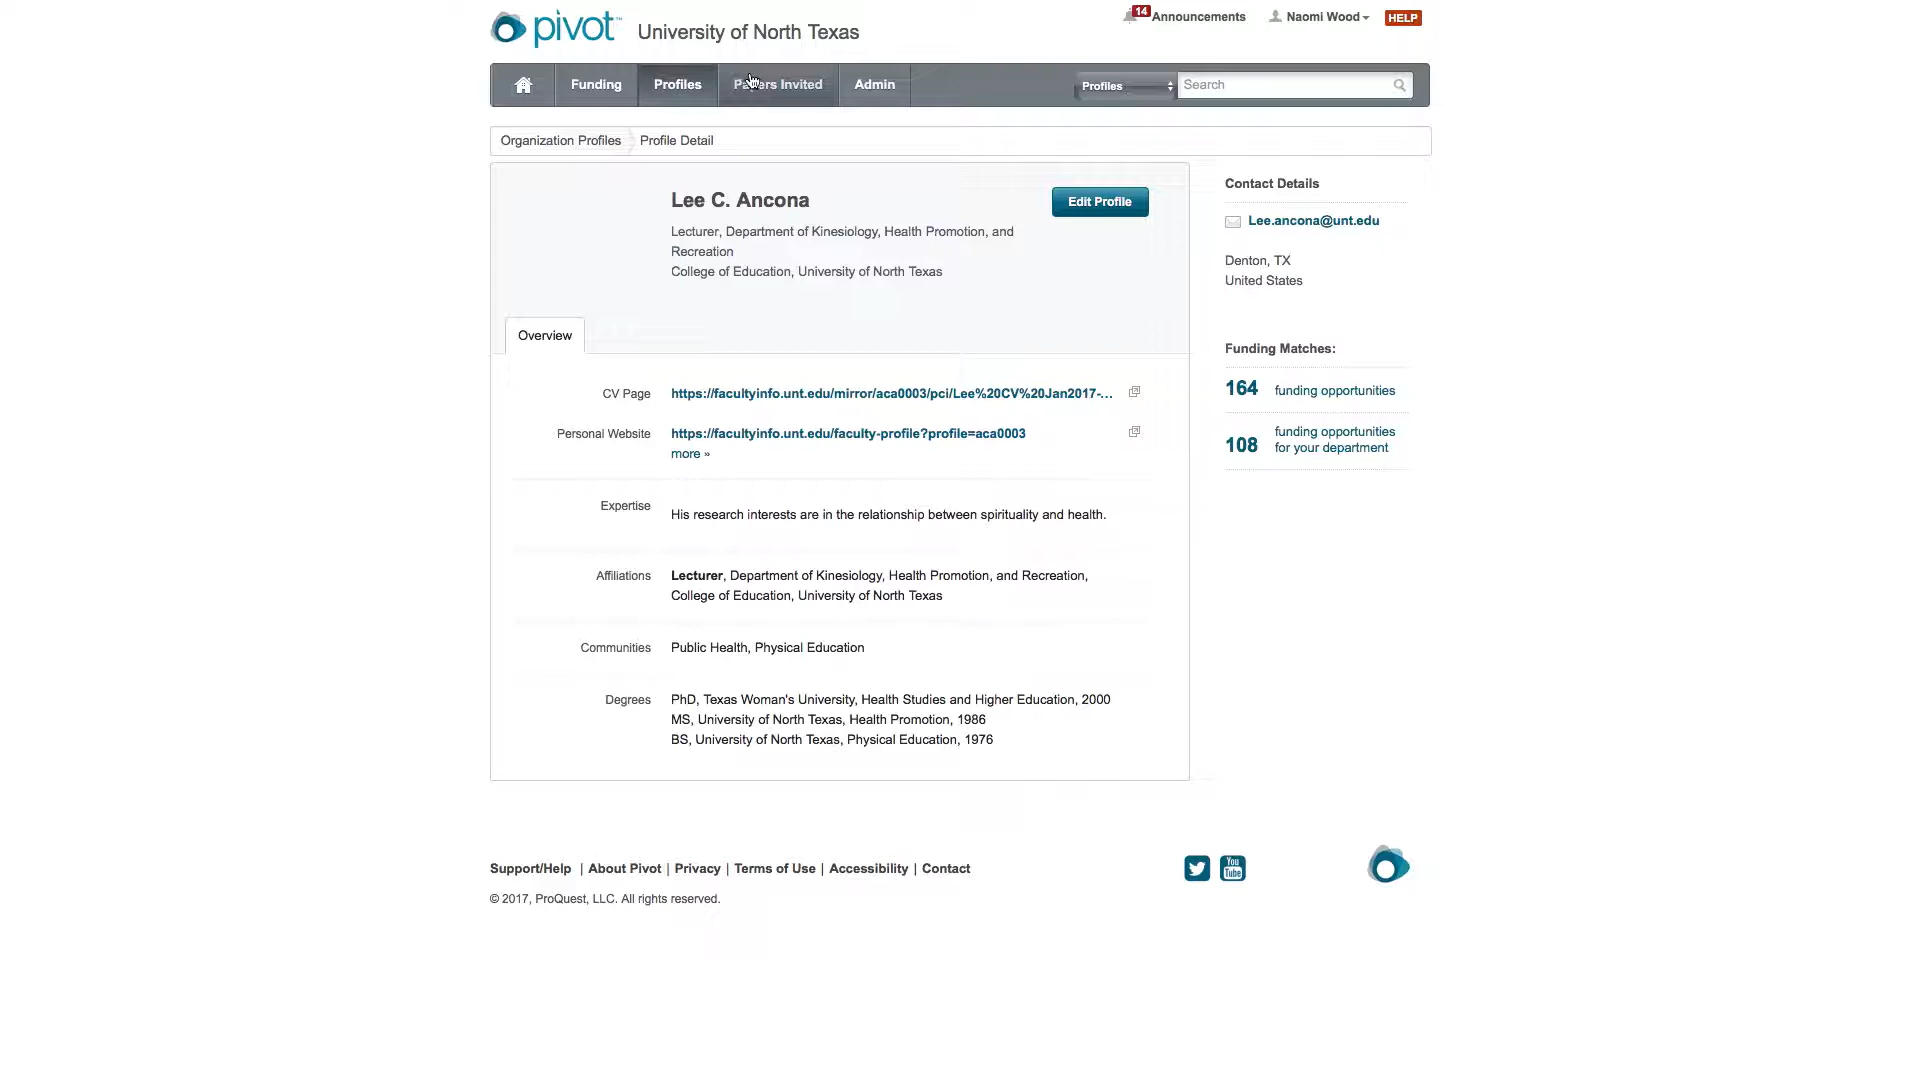 pivot™ University of North Texas
14 Announcements Naomi Wood HELP
Funding Profiles Papers Invited Admin Profiles Search
Organization Profiles Profile Detail
Lee C. Ancona
Edit Profile
Lecturer, Department of Kinesiology, Health Promotion, and
Recreation
College of Education, University of North Texas
Overview
CV Page https://facultyinfo.unt.edu/mirror/aca0003/pci/Lee%20CV%20Jan2017-...
Personal Website https://facultyinfo.unt.edu/faculty-profile?profile=aca0003
more »
Expertise His research interests are in the relationship between spirituality and health.
Affiliations Lecturer, Department of Kinesiology, Health Promotion, and Recreation,
College of Education, University of North Texas
Communities Public Health, Physical Education
Degrees PhD, Texas Woman's University, Health Studies and Higher Education, 2000
MS, University of North Texas, Health Promotion, 1986
BS, University of North Texas, Physical Education, 1976
Contact Details
Lee.ancona@unt.edu
Denton, TX
United States
Funding Matches:
164 funding opportunities
108 funding opportunities
for your department
Support/Help | About Pivot | Privacy | Terms of Use | Accessibility | Contact
You
Tube
© 2017, ProQuest, LLC. All rights reserved.